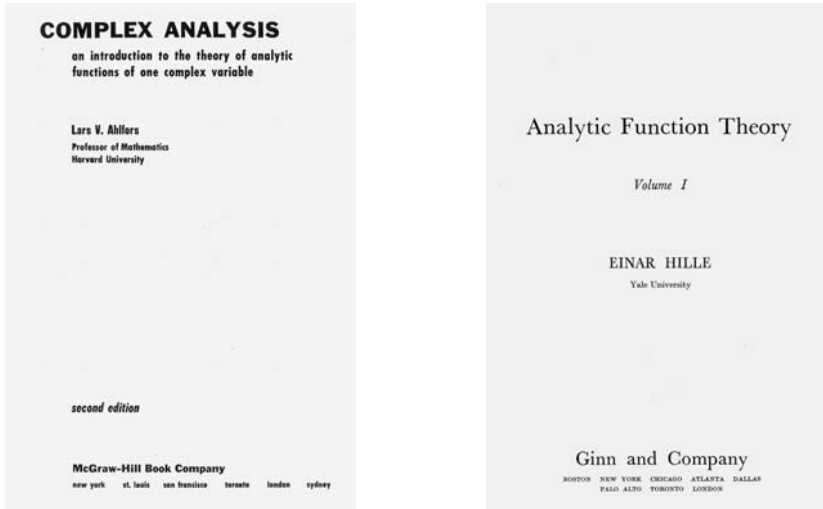 COMPLEX ANALYSIS
an introduction to the theory of analytic
functions of one complex variable
Lars V. Ahlfors
Professor of Mathematics
Harvard University
second edition
McGraw-Hill Book Company
new york st. louis san francisco toronto london sydney
Analytic Function Theory
Volume I
EINAR HILLE
Yale University
Ginn and Company
BOSTON NEW YORK CHICAGO ATLANTA DALLAS
PALO ALTO TORONTO LONDON